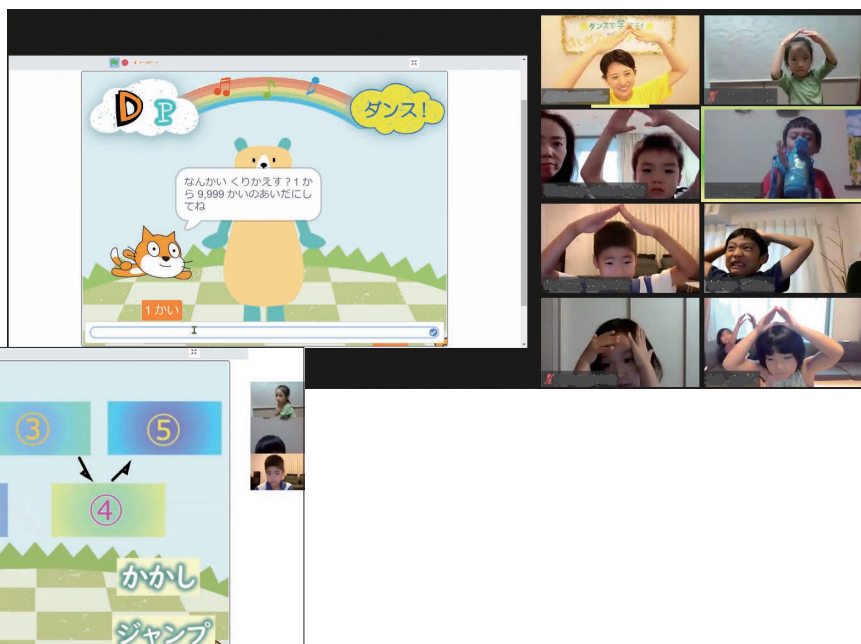 D P
ダンス!
なんかい くりかえす?1か
ら 9,999 かいのあいだにし
てね
1かい
③
⑤
④
かかし
ジャンプ